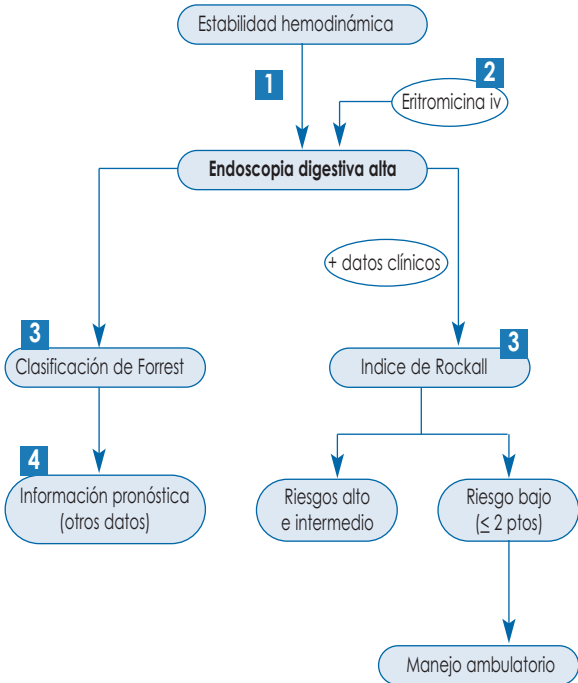 Estabilidad hemodinámica
1
2
Eritromicina iv
Endoscopia digestiva alta
+ datos clínicos
3
Clasificación de Forrest
3
Indice de Rockall
4
Información pronóstica
(otros datos)
Riesgos alto
e intermedio
Riesgo bajo
(≤ 2 ptos)
Manejo ambulatorio